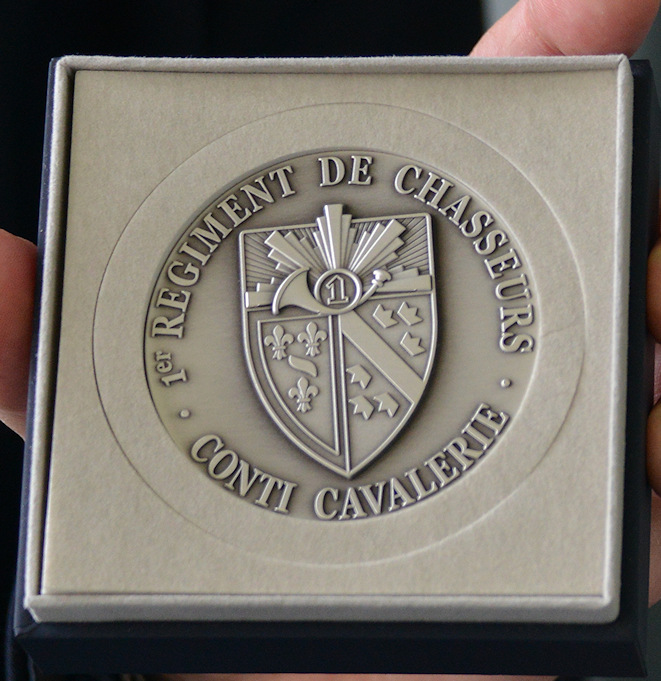 1er REGIMENT DE CHASSEURS
1
CONTI CAVALERIE